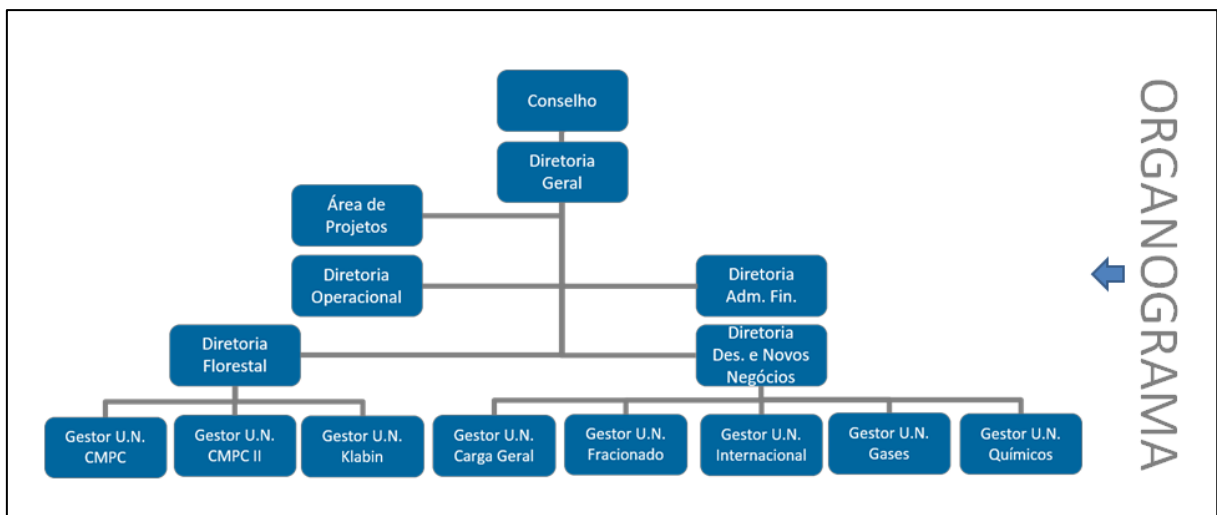 ORGANOGRAMA
Conselho
Diretoria
Geral
Área de
Projetos
Diretoria
Operacional
Diretoria
Adm. Fin.
Diretoria
Florestal
Diretoria
Des. e Novos
Negócios
Gestor U.N.
CMPC
Gestor U.N.
CMPC II
Gestor U.N.
Klabin
Gestor U.N.
Carga Geral
Gestor U.N.
Fracionado
Gestor U.N.
Internacional
Gestor U.N.
Gases
Gestor U.N.
Químicos